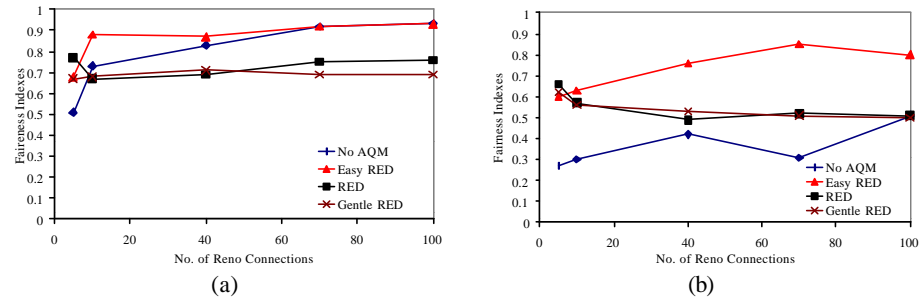 1
0.9
0.8
0.7
0.6
0.5
0.4
0.3
0.2
0.1
0
Faireness Indexes
No AQM
Easy RED
RED
Gentle RED
0 20 40 60 80 100
No. of Reno Connections
(a)
1
0.9
0.8
0.7
0.6
0.5
0.4
0.3
0.2
0.1
0
Fairness Indexes
No AQM
Easy RED
RED
Gentle RED
0 20 40 60 80 100
No. of Reno Connections
(b)